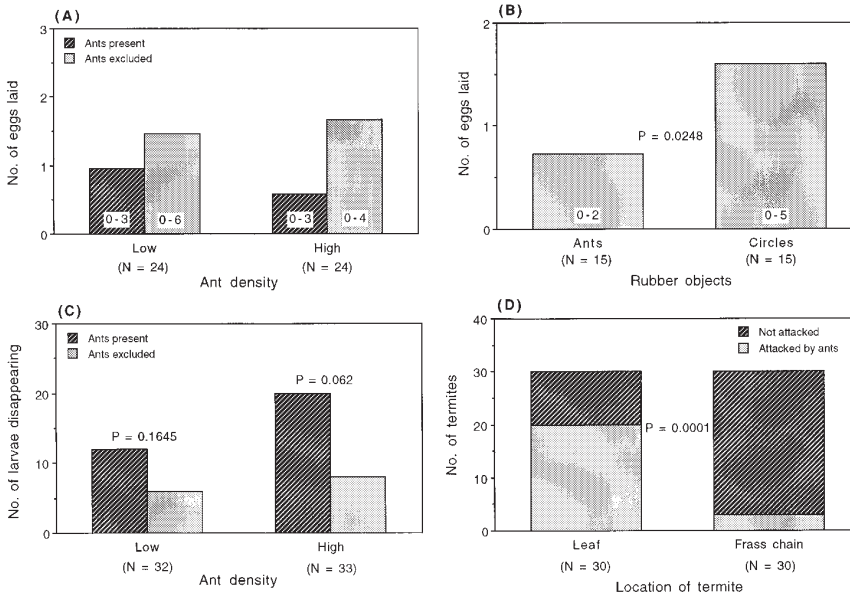 (A)
Ants present
Ants excluded
No. of eggs laid
3
2
1
0
0-3
0-6
0-3
0-4
Low
High
(N = 24)
(N = 24)
Ant density
(B)
No. of eggs laid
2
1
0
P = 0.0248
0-2
0-5
Ants
Circles
(N = 15)
(N = 15)
Rubber objects
(C)
Ants present
Ants excluded
No. of larvae disappearing
30
20
10
0
P = 0.1645
P = 0.062
Low
High
(N = 32)
(N = 33)
Ant density
(D)
Not attacked
Attacked by ants
No. of termites
40
30
20
10
0
P = 0.0001
Leaf
Frass chain
(N = 30)
(N = 30)
Location of termite